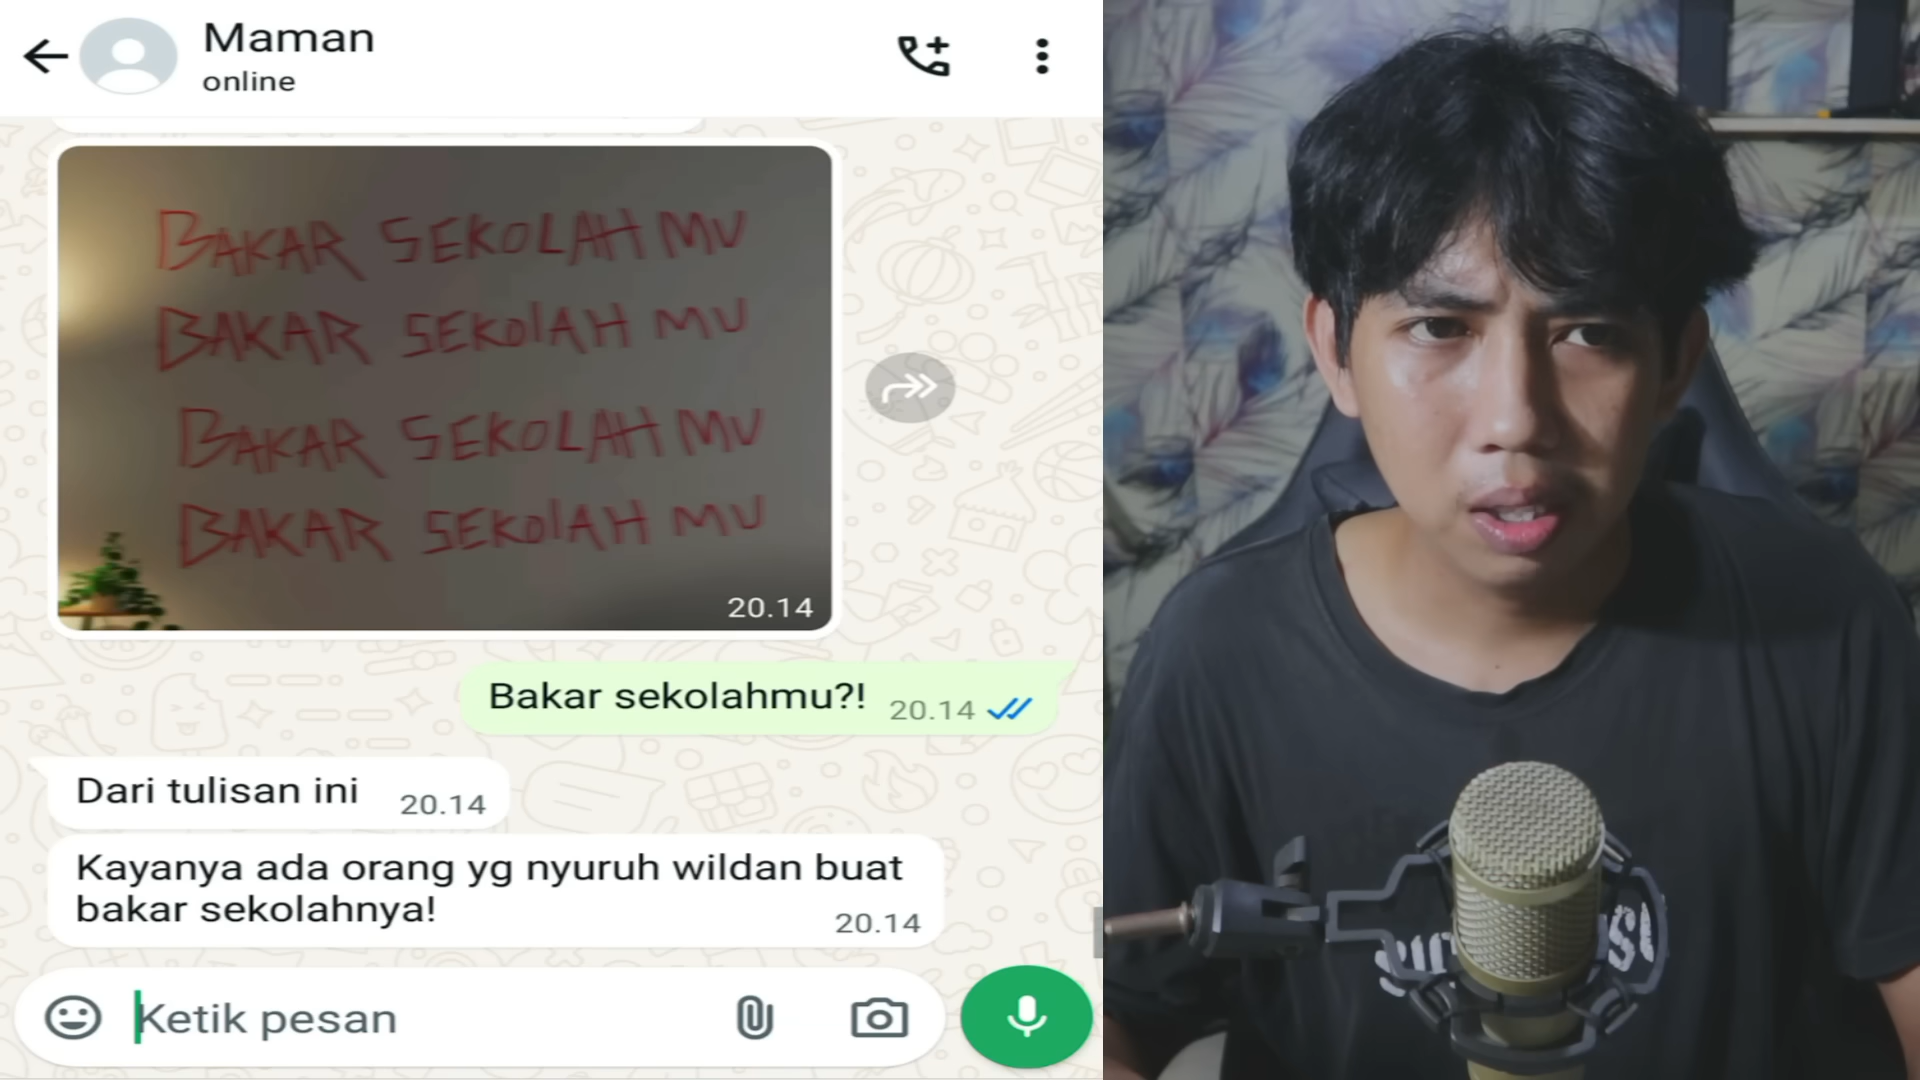 Maman
online
BAKAR SEKOLAH MU
BAKAR SEKOlAH MU
BAKAR SEKOLAH MU
BAKAR SEKOlAH MU
20.14
Bakar sekolahmu?! 20.14
Dari tulisan ini 20.14
Kayanya ada orang yg nyuruh wildan buat
bakar sekolahnya! 20.14
Ketik pesan